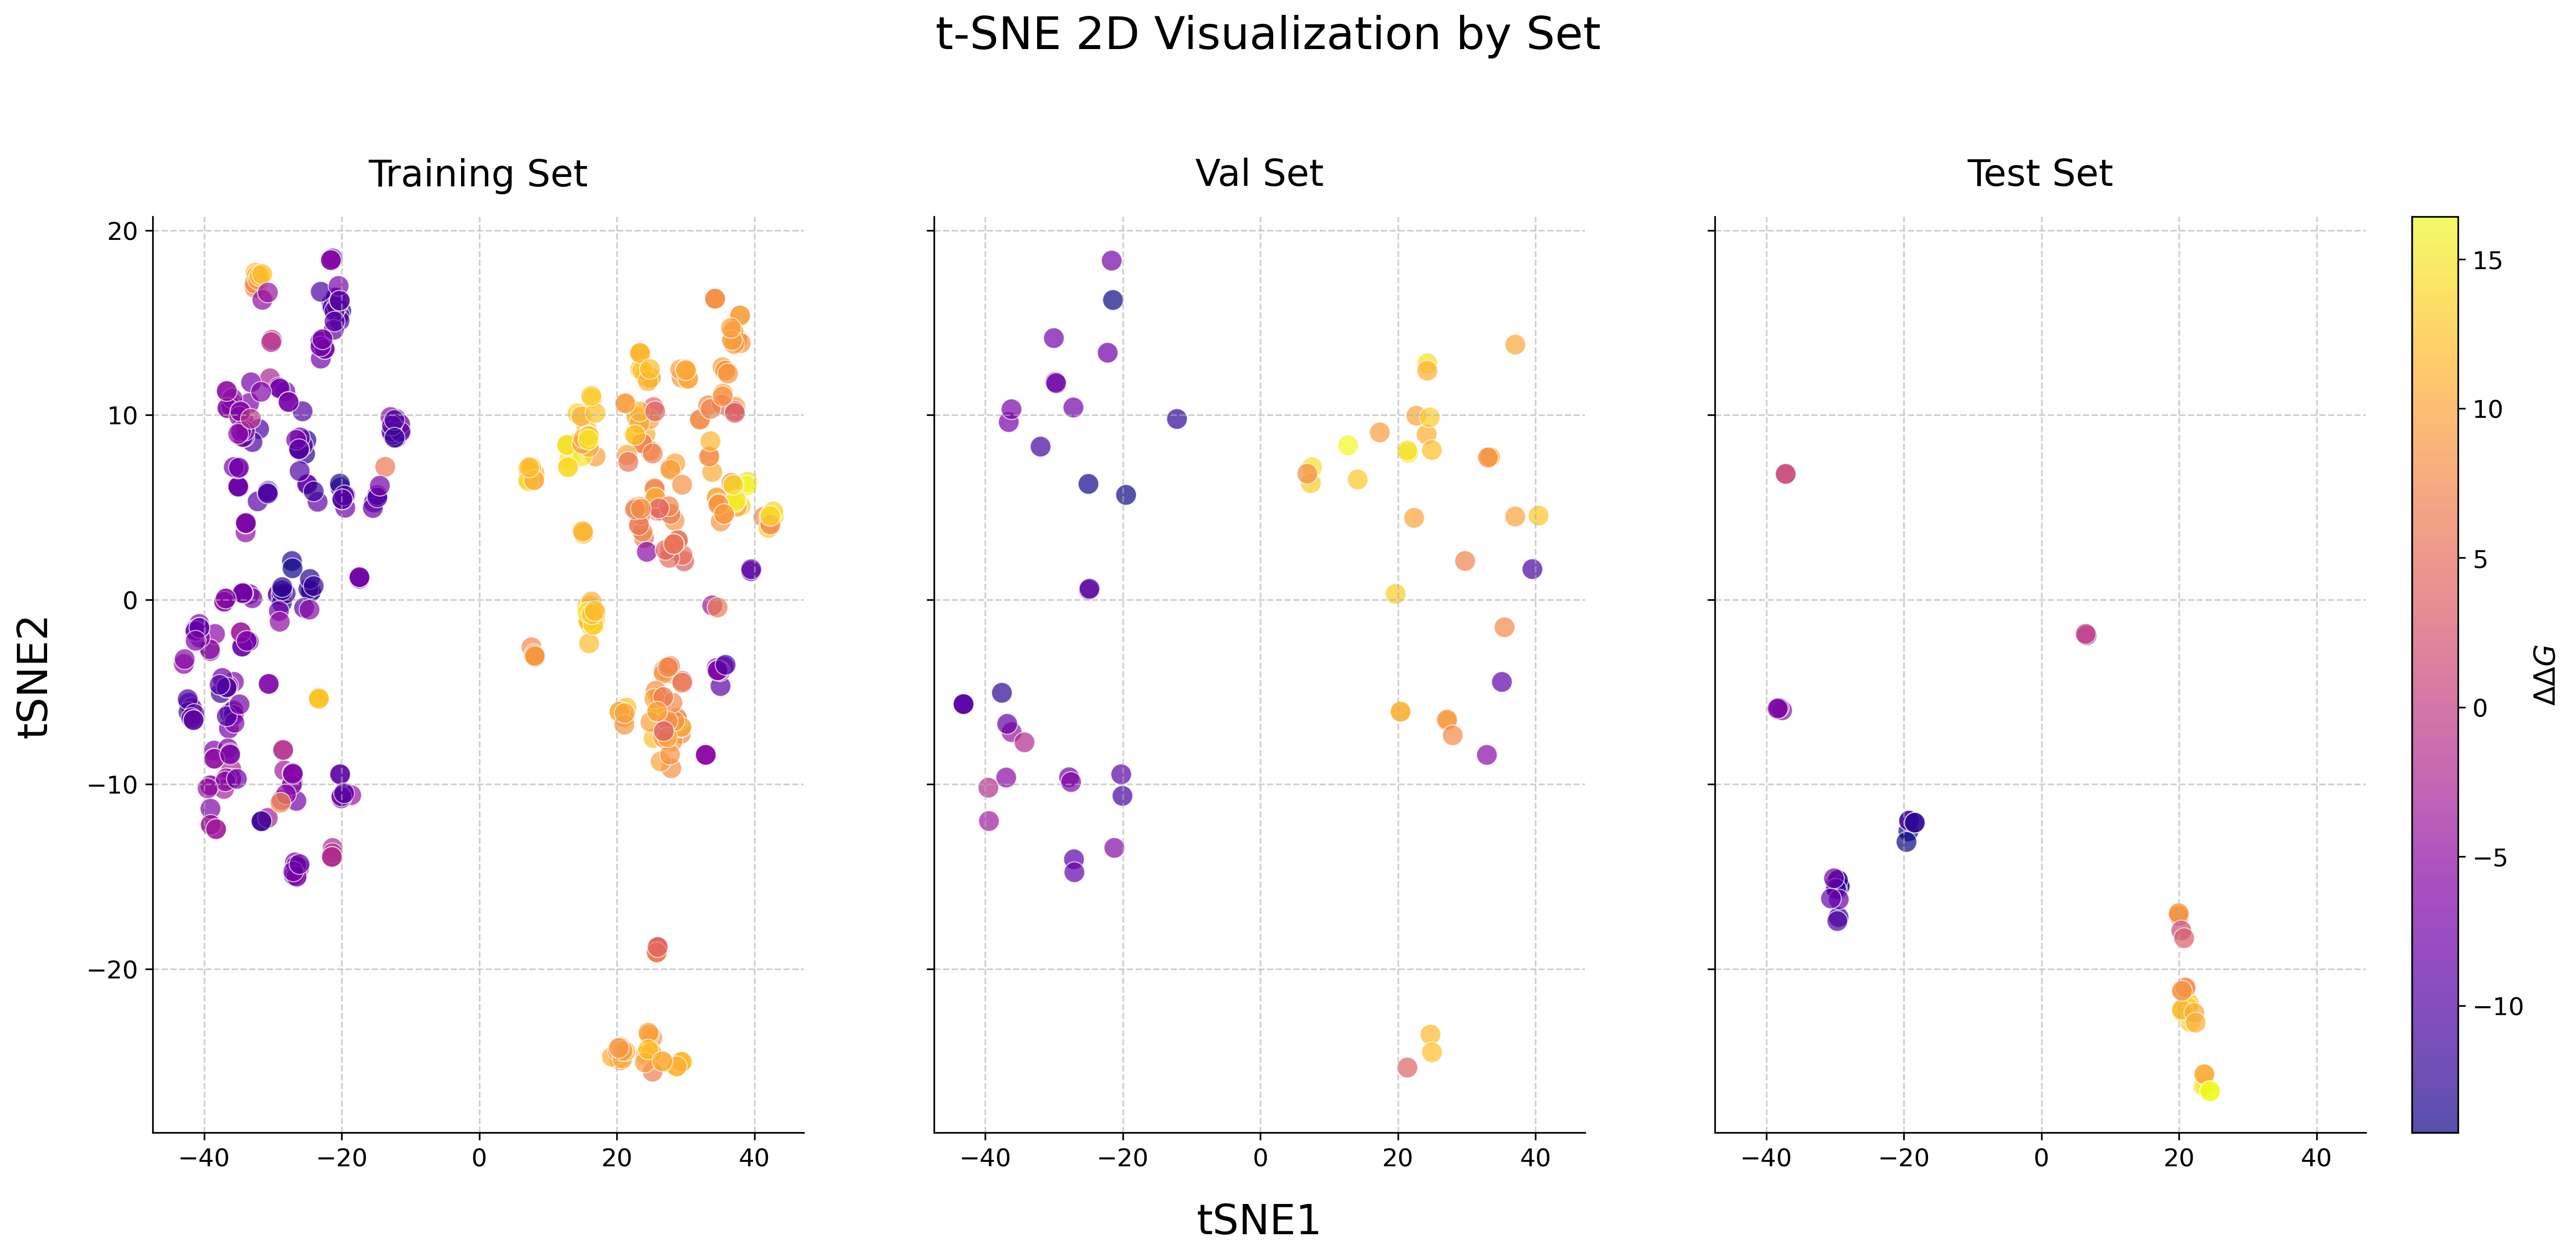 t-SNE 2D Visualization by Set
Training Set
Val Set
Test Set
20
10
0
−10
−20
tSNE2
−40 −20 0 20 40
−40 −20 0 20 40
−40 −20 0 20 40
tSNE1
15
10
5
0
−5
−10
ΔΔG